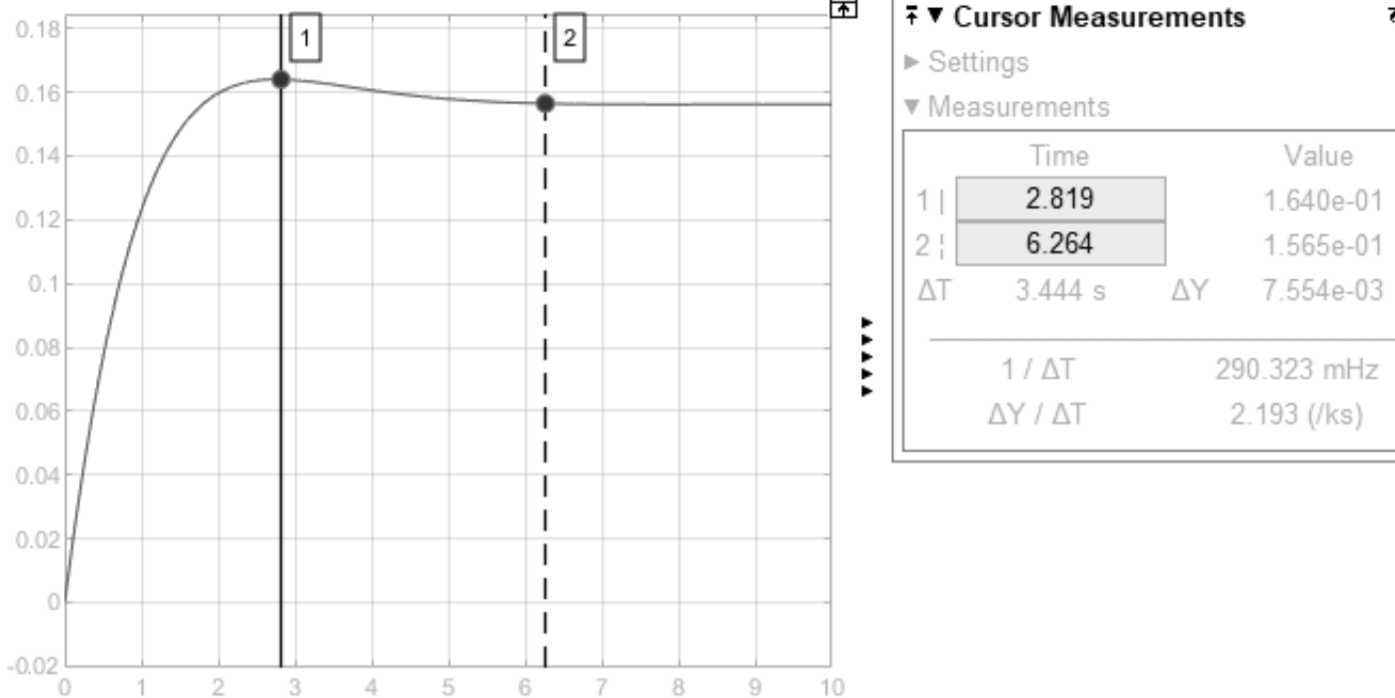 0.18
0.16
0.14
0.12
0.1
0.08
0.06
0.04
0.02
0
-0.02
0 1 2 3 4 5 6 7 8 9 10
1
2
Cursor Measurements
Settings
Measurements
Time Value
1 | 2.819 1.640e-01
2 ¦ 6.264 1.565e-01
ΔT 3.444 s ΔY 7.554e-03
1 / ΔT 290.323 mHz
ΔY / ΔT 2.193 (/ks)